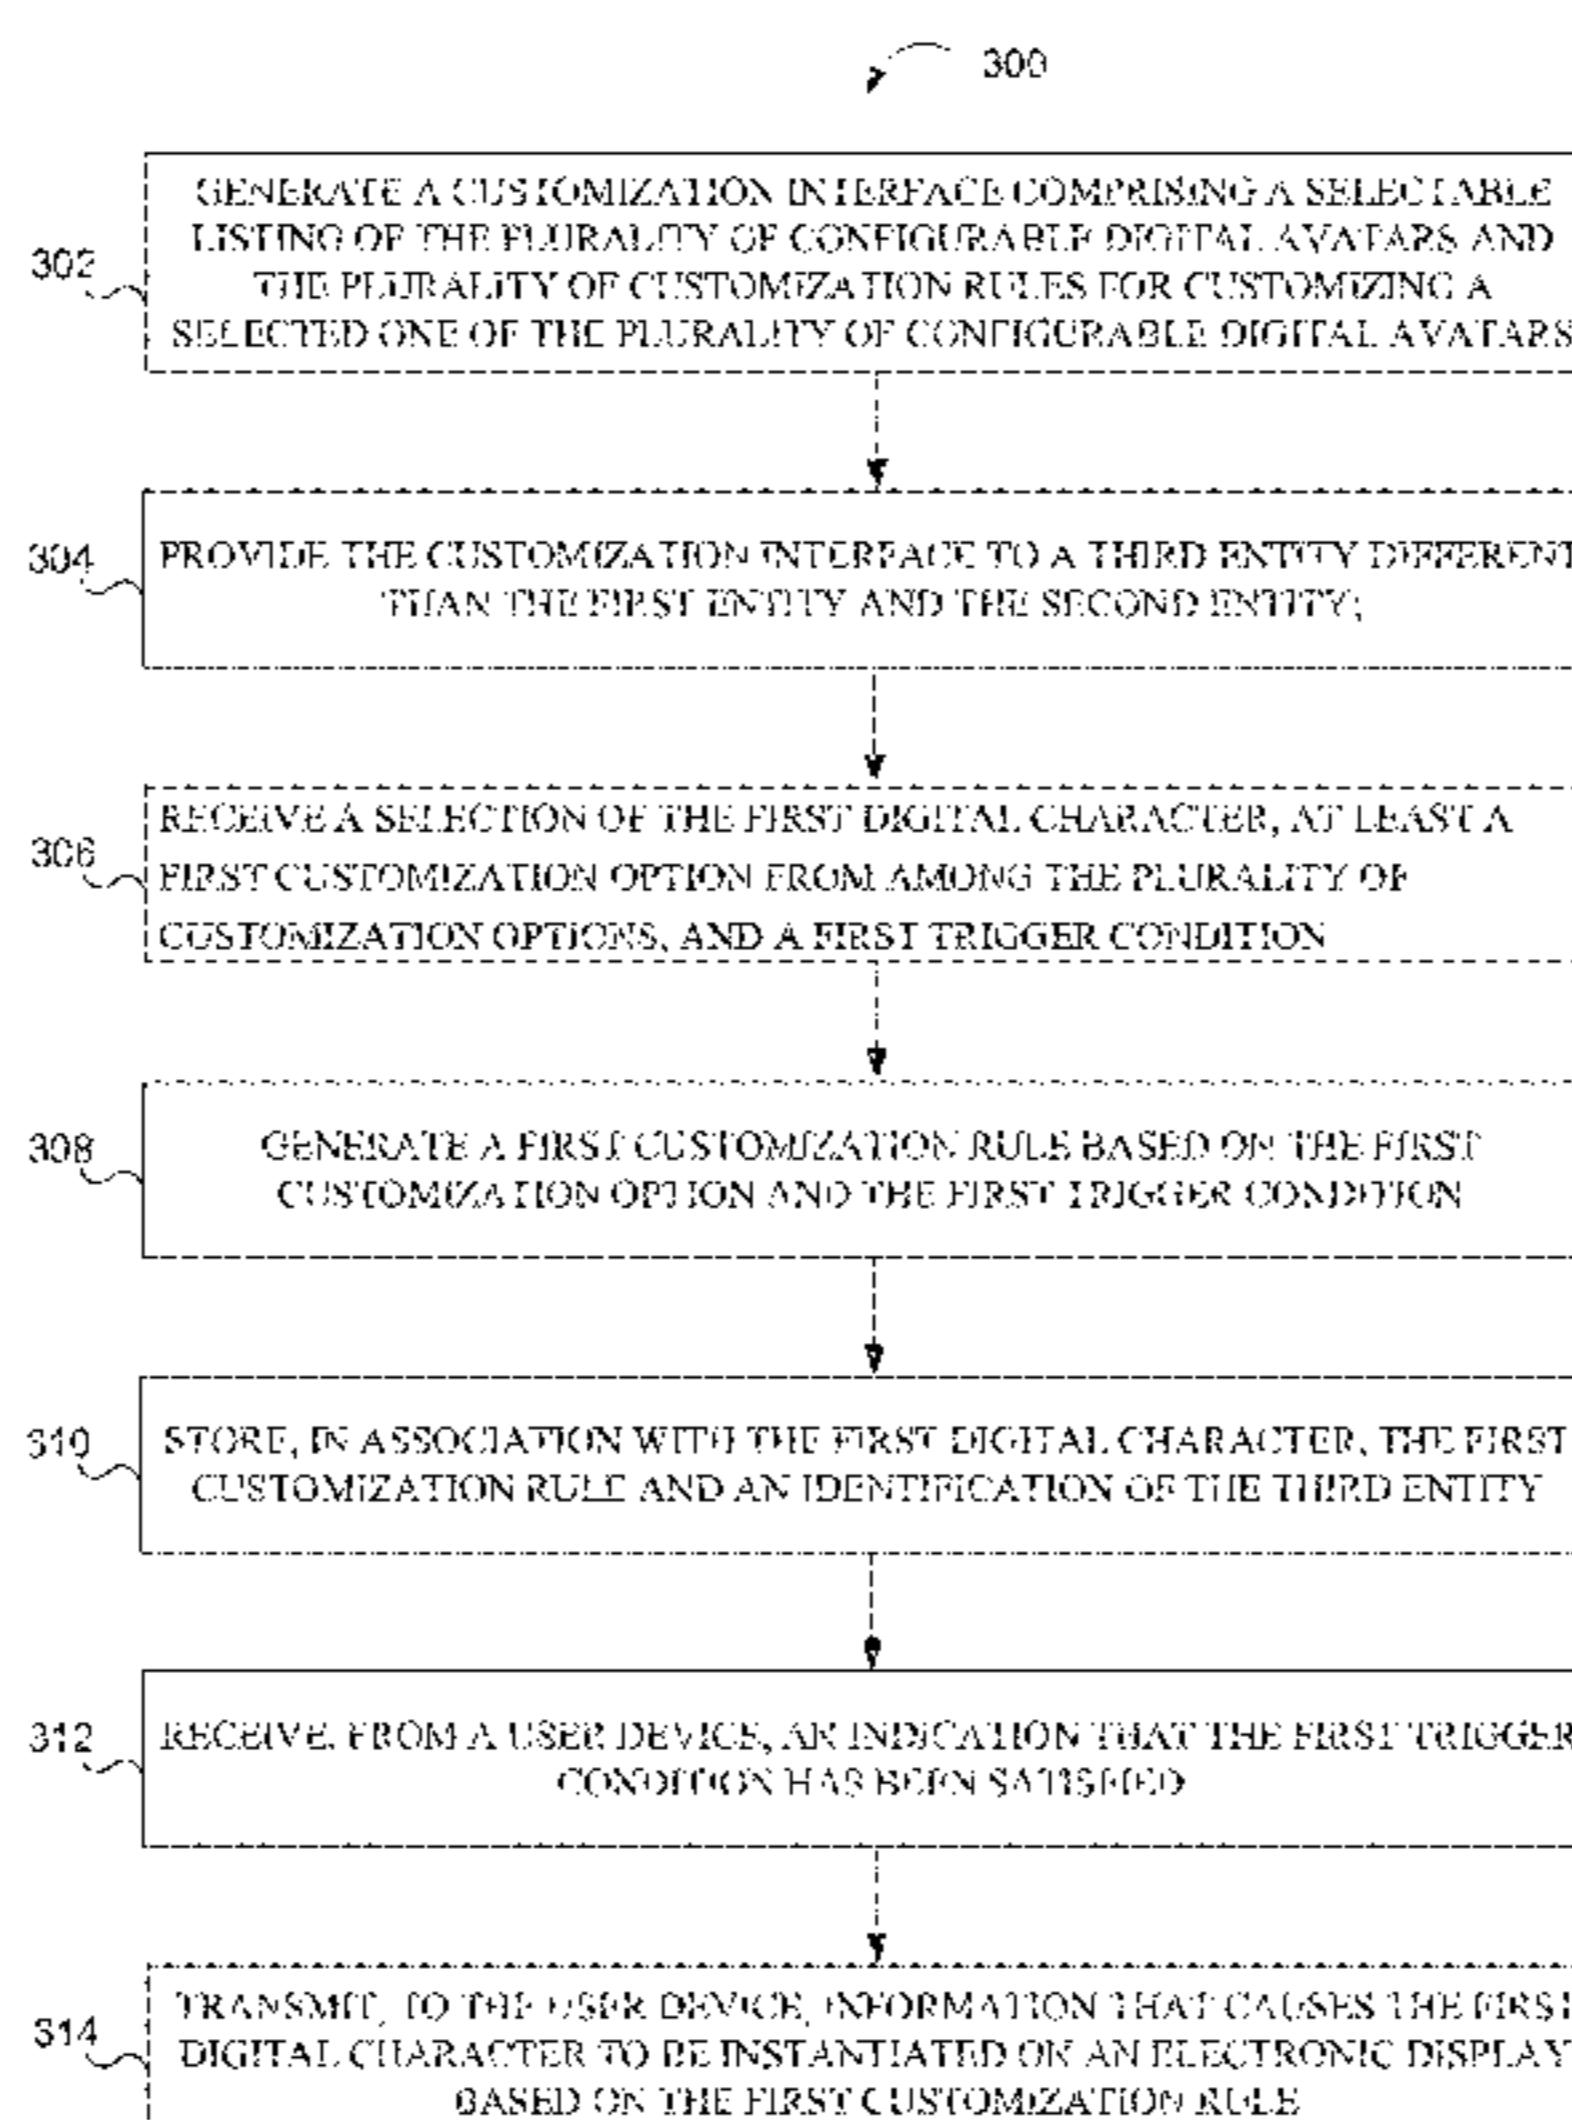 300
302
GENERATE A CUSTOMIZATION INTERFACE COMPRISING A SELECTABLE
LISTING OF THE PLURALITY OF CONFIGURABLE DIGITAL AVATARS AND
THE PLURALITY OF CUSTOMIZATION RULES FOR CUSTOMIZING A
SELECTED ONE OF THE PLURALITY OF CONFIGURABLE DIGITAL AVATARS
304
PROVIDE THE CUSTOMIZATION INTERFACE TO A THIRD ENTITY DIFFERENT
THAN THE FIRST ENTITY AND THE SECOND ENTITY;
306
RECEIVE A SELECTION OF THE FIRST DIGITAL CHARACTER, AT LEAST A
FIRST CUSTOMIZATION OPTION FROM AMONG THE PLURALITY OF
CUSTOMIZATION OPTIONS, AND A FIRST TRIGGER CONDITION
308
GENERATE A FIRST CUSTOMIZATION RULE BASED ON THE FIRST
CUSTOMIZATION OPTION AND THE FIRST TRIGGER CONDITION
310
STORE, IN ASSOCIATION WITH THE FIRST DIGITAL CHARACTER, THE FIRST
CUSTOMIZATION RULE AND AN IDENTIFICATION OF THE THIRD ENTITY
312
RECEIVE, FROM A USER DEVICE, AN INDICATION THAT THE FIRST TRIGGER
CONDITION HAS BEEN SATISFIED
314
TRANSMIT, TO THE USER DEVICE, INFORMATION THAT CAUSES THE FIRST
DIGITAL CHARACTER TO BE INSTANTIATED ON AN ELECTRONIC DISPLAY
BASED ON THE FIRST CUSTOMIZATION RULE